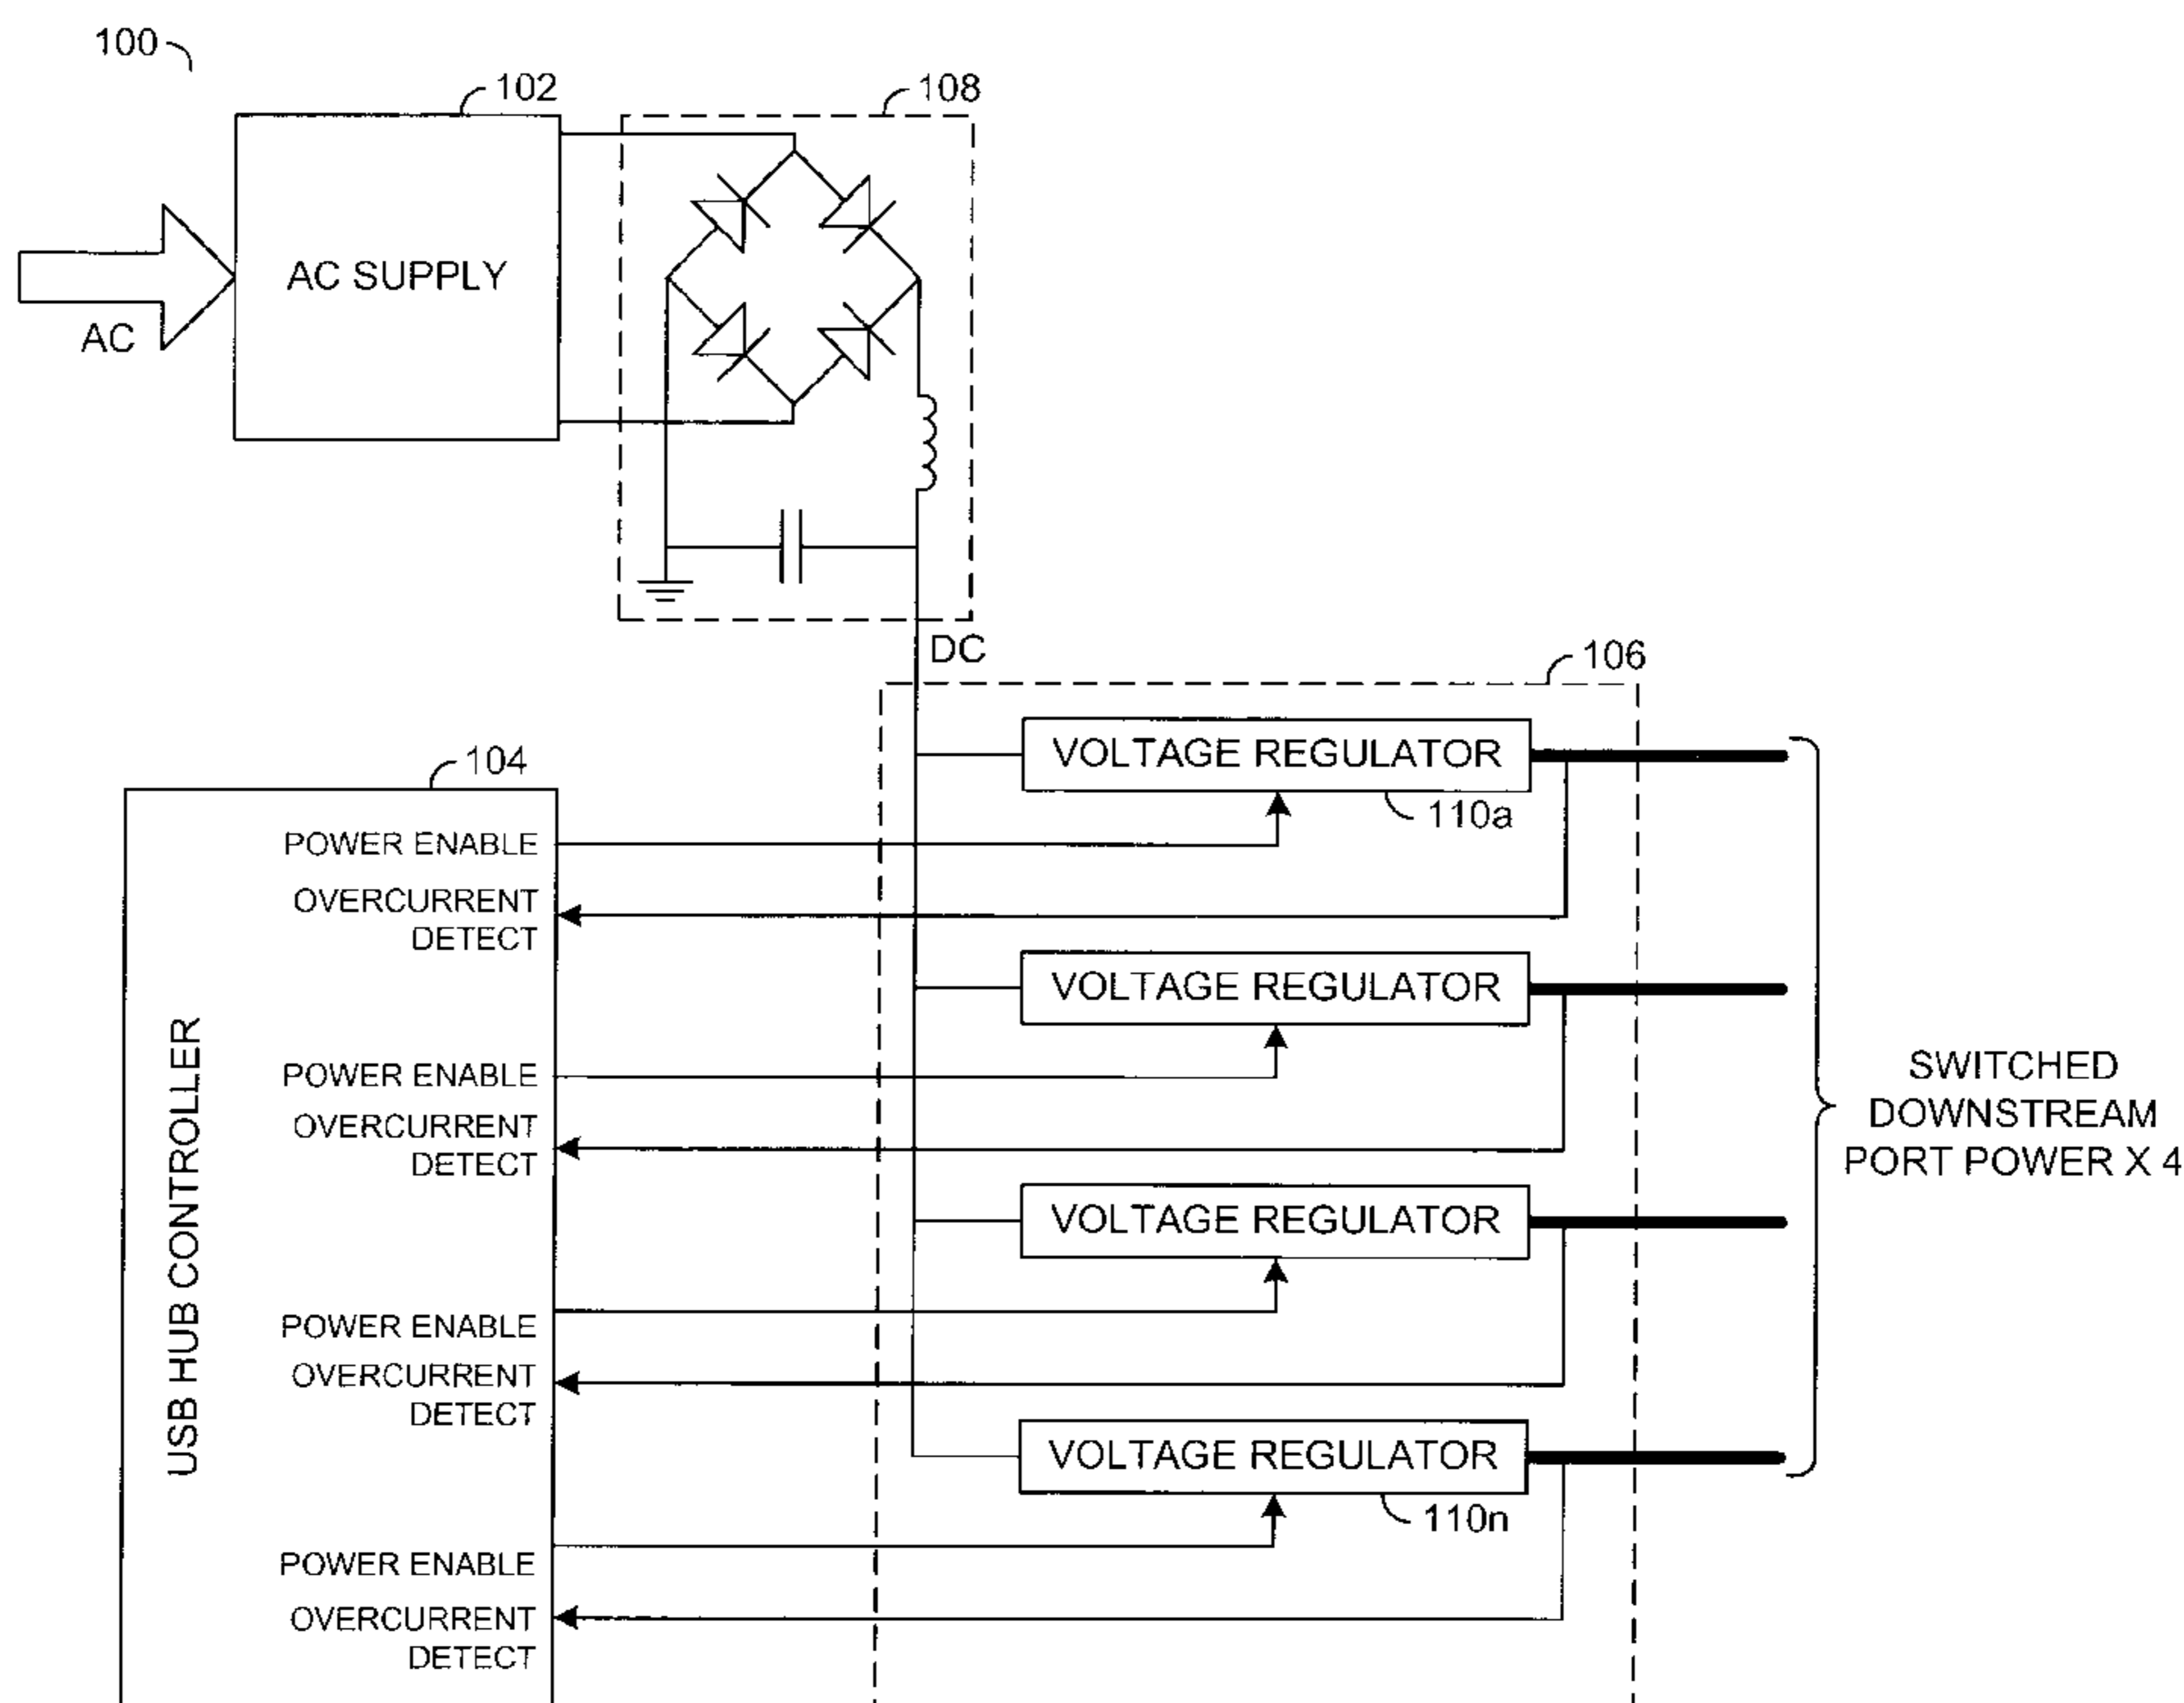 100
102
108
AC SUPPLY
AC
DC
106
104
VOLTAGE REGULATOR
110a
POWER ENABLE
OVERCURRENT
DETECT
VOLTAGE REGULATOR
POWER ENABLE
OVERCURRENT
DETECT
USB HUB CONTROLLER
SWITCHED
DOWNSTREAM
PORT POWER X 4
VOLTAGE REGULATOR
POWER ENABLE
OVERCURRENT
DETECT
VOLTAGE REGULATOR
110n
POWER ENABLE
OVERCURRENT
DETECT